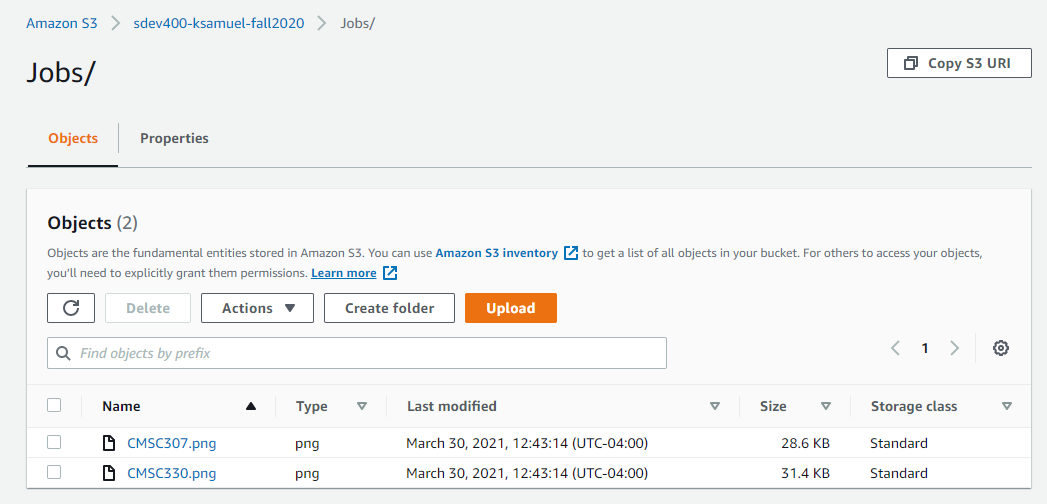 Amazon S3 > sdev400-ksamuel-fall2020 > Jobs/
Jobs/
Copy S3 URI
Objects
Properties
Objects (2)
Objects are the fundamental entities stored in Amazon S3. You can use Amazon S3 inventory to get a list of all objects in your bucket. For others to access your objects,
you'll need to explicitly grant them permissions. Learn more
Delete
Actions
Create folder
Upload
Find objects by prefix
1
Name Type Last modified Size Storage class
CMSC307.png png March 30, 2021, 12:43:14 (UTC-04:00) 28.6 KB Standard
CMSC330.png png March 30, 2021, 12:43:14 (UTC-04:00) 31.4 KB Standard